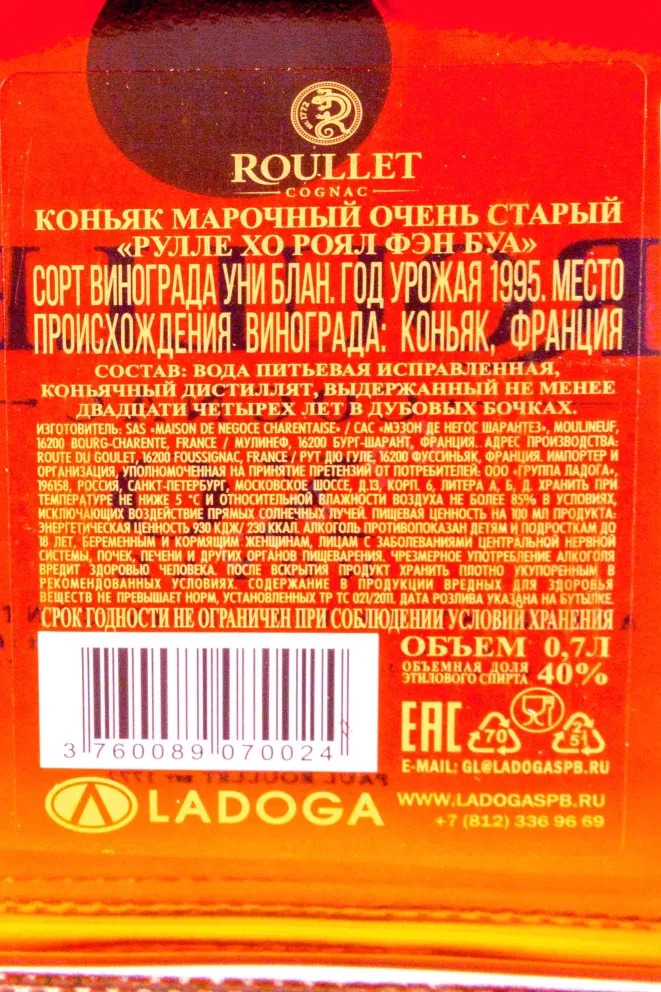 EST. 1772
ROULLET
COGNAC
КОНЬЯК МАРОЧНЫЙ ОЧЕНЬ СТАРЫЙ
«РУЛЛЕ ХО РОЯЛ ФЭН БУА»
СОРТ ВИНОГРАДА УНИ БЛАН. ГОД УРОЖАЯ 1995. МЕСТО
ПРОИСХОЖДЕНИЯ ВИНОГРАДА: КОНЬЯК, ФРАНЦИЯ
СОСТАВ: ВОДА ПИТЬЕВАЯ ИСПРАВЛЕННАЯ,
КОНЬЯЧНЫЙ ДИСТИЛЛЯТ, ВЫДЕРЖАННЫЙ НЕ МЕНЕЕ
ДВАДЦАТИ ЧЕТЫРЕХ ЛЕТ В ДУБОВЫХ БОЧКАХ.
ИЗГОТОВИТЕЛЬ: SAS «MAISON DE NEGOCE CHARENTAISE» / САС «МЭЗОН ДЕ НЕГОС ШАРАНТЕЗ», MOULINEUF,
16200 BOURG-CHARENTE, FRANCE / МУЛИНЕФ, 16200 БУРГ-ШАРАНТ, ФРАНЦИЯ. АДРЕС ПРОИЗВОДСТВА:
ROUTE DU GOULET, 16200 FOUSSIGNAC, FRANCE / РУТ ДЮ ГУЛЕ, 16200 ФУССИНЬЯК, ФРАНЦИЯ. ИМПОРТЕР И
ОРГАНИЗАЦИЯ, УПОЛНОМОЧЕННАЯ НА ПРИНЯТИЕ ПРЕТЕНЗИЙ ОТ ПОТРЕБИТЕЛЕЙ: ООО «ГРУППА ЛАДОГА»,
196158, РОССИЯ, САНКТ-ПЕТЕРБУРГ, МОСКОВСКОЕ ШОССЕ, Д.13, КОРП. 6, ЛИТЕРА А, Б, Д. ХРАНИТЬ ПРИ
ТЕМПЕРАТУРЕ НЕ НИЖЕ 5 °С И ОТНОСИТЕЛЬНОЙ ВЛАЖНОСТИ ВОЗДУХА НЕ БОЛЕЕ 85% В УСЛОВИЯХ,
ИСКЛЮЧАЮЩИХ ВОЗДЕЙСТВИЕ ПРЯМЫХ СОЛНЕЧНЫХ ЛУЧЕЙ. ПИЩЕВАЯ ЦЕННОСТЬ НА 100 МЛ ПРОДУКТА:
ЭНЕРГЕТИЧЕСКАЯ ЦЕННОСТЬ 930 КДЖ/ 230 ККАЛ. АЛКОГОЛЬ ПРОТИВОПОКАЗАН ДЕТЯМ И ПОДРОСТКАМ ДО
18 ЛЕТ, БЕРЕМЕННЫМ И КОРМЯЩИМ ЖЕНЩИНАМ, ЛИЦАМ С ЗАБОЛЕВАНИЯМИ ЦЕНТРАЛЬНОЙ НЕРВНОЙ
СИСТЕМЫ, ПОЧЕК, ПЕЧЕНИ И ДРУГИХ ОРГАНОВ ПИЩЕВАРЕНИЯ. ЧРЕЗМЕРНОЕ УПОТРЕБЛЕНИЕ АЛКОГОЛЯ
ВРЕДИТ ЗДОРОВЬЮ ЧЕЛОВЕКА. ПОСЛЕ ВСКРЫТИЯ ПРОДУКТ ХРАНИТЬ ПЛОТНО УКУПОРЕННЫМ В
РЕКОМЕНДОВАННЫХ УСЛОВИЯХ. СОДЕРЖАНИЕ В ПРОДУКЦИИ ВРЕДНЫХ ДЛЯ ЗДОРОВЬЯ
ВЕЩЕСТВ НЕ ПРЕВЫШАЕТ НОРМ, УСТАНОВЛЕННЫХ ТР ТС 021/2011. ДАТА РОЗЛИВА УКАЗАНА НА БУТЫЛКЕ.
СРОК ГОДНОСТИ НЕ ОГРАНИЧЕН ПРИ СОБЛЮДЕНИИ УСЛОВИЙ ХРАНЕНИЯ
ОБЪЕМ 0,7Л
ОБЪЕМНАЯ ДОЛЯ
ЭТИЛОВОГО СПИРТА 40%
3 760089 070024
EAC 70 25 51
E-MAIL: GL@LADOGASPB.RU
LADOGA
WWW.LADOGASPB.RU
+7 (812) 336 96 69